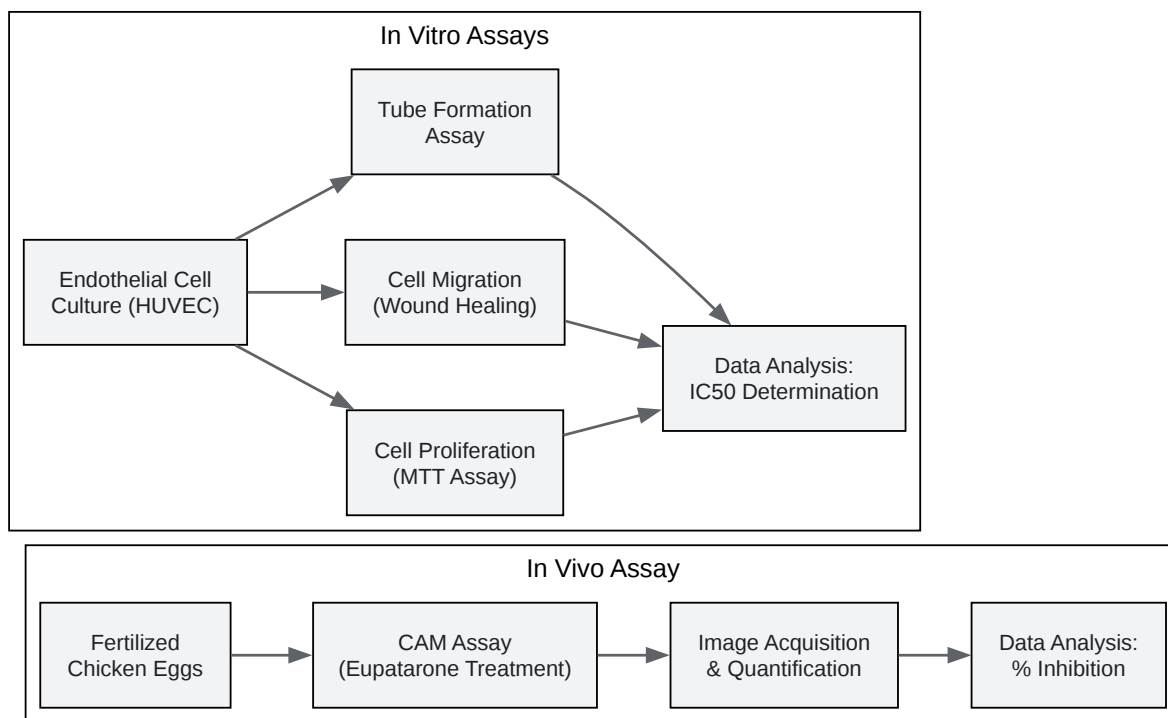 In Vitro Assays
Tube Formation
Assay
Endothelial Cell
Culture (HUVEC)
Cell Migration
(Wound Healing)
Cell Proliferation
(MTT Assay)
Data Analysis:
IC50 Determination
In Vivo Assay
Fertilized
Chicken Eggs
CAM Assay
(Eupatarone Treatment)
Image Acquisition
& Quantification
Data Analysis:
% Inhibition